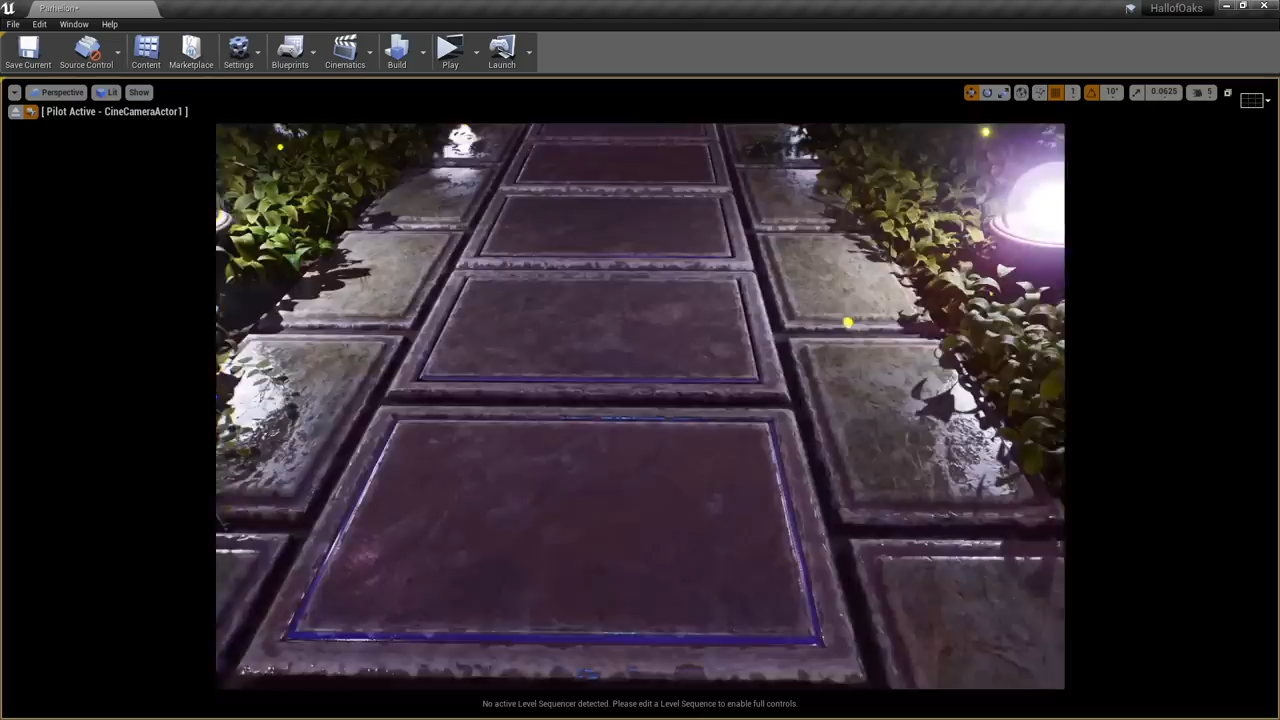 Parhelion*
HallofOaks
File Edit Window Help
Save Current Source Control Content Marketplace Settings Blueprints Cinematics Build Play Launch
Perspective Lit Show 1 10° 0.0625 5
[ Pilot Active - CineCameraActor1 ]
No active Level Sequencer detected. Please edit a Level Sequence to enable full controls.